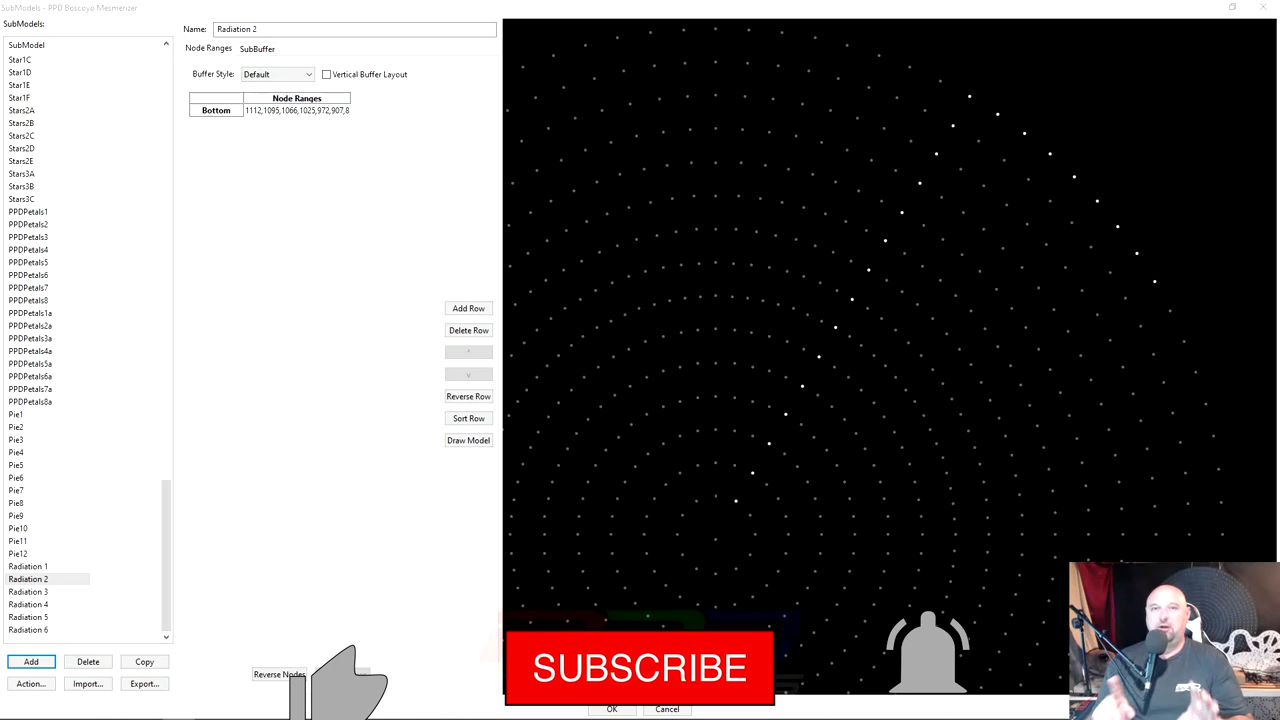 SubModels - PPD Boscoyo Mesmerizer
SubModels:
SubModel
Star1C
Star1D
Star1E
Star1F
Stars2A
Stars2B
Stars2C
Stars2D
Stars2E
Stars3A
Stars3B
Stars3C
PPDPetals1
PPDPetals2
PPDPetals3
PPDPetals4
PPDPetals5
PPDPetals6
PPDPetals7
PPDPetals8
PPDPetals1a
PPDPetals2a
PPDPetals3a
PPDPetals4a
PPDPetals5a
PPDPetals6a
PPDPetals7a
PPDPetals8a
Pie1
Pie2
Pie3
Pie4
Pie5
Pie6
Pie7
Pie8
Pie9
Pie10
Pie11
Pie12
Radiation 1
Radiation 2
Radiation 3
Radiation 4
Radiation 5
Radiation 6
Add Delete Copy
Action... Import... Export...
Name: Radiation 2
Node Ranges SubBuffer
Buffer Style: Default Vertical Buffer Layout
Node Ranges
Bottom 1112,1095,1066,1025,972,907,8
Add Row
Delete Row
^
v
Reverse Row
Sort Row
Draw Model
Reverse Nodes
SUBSCRIBE
OK Cancel